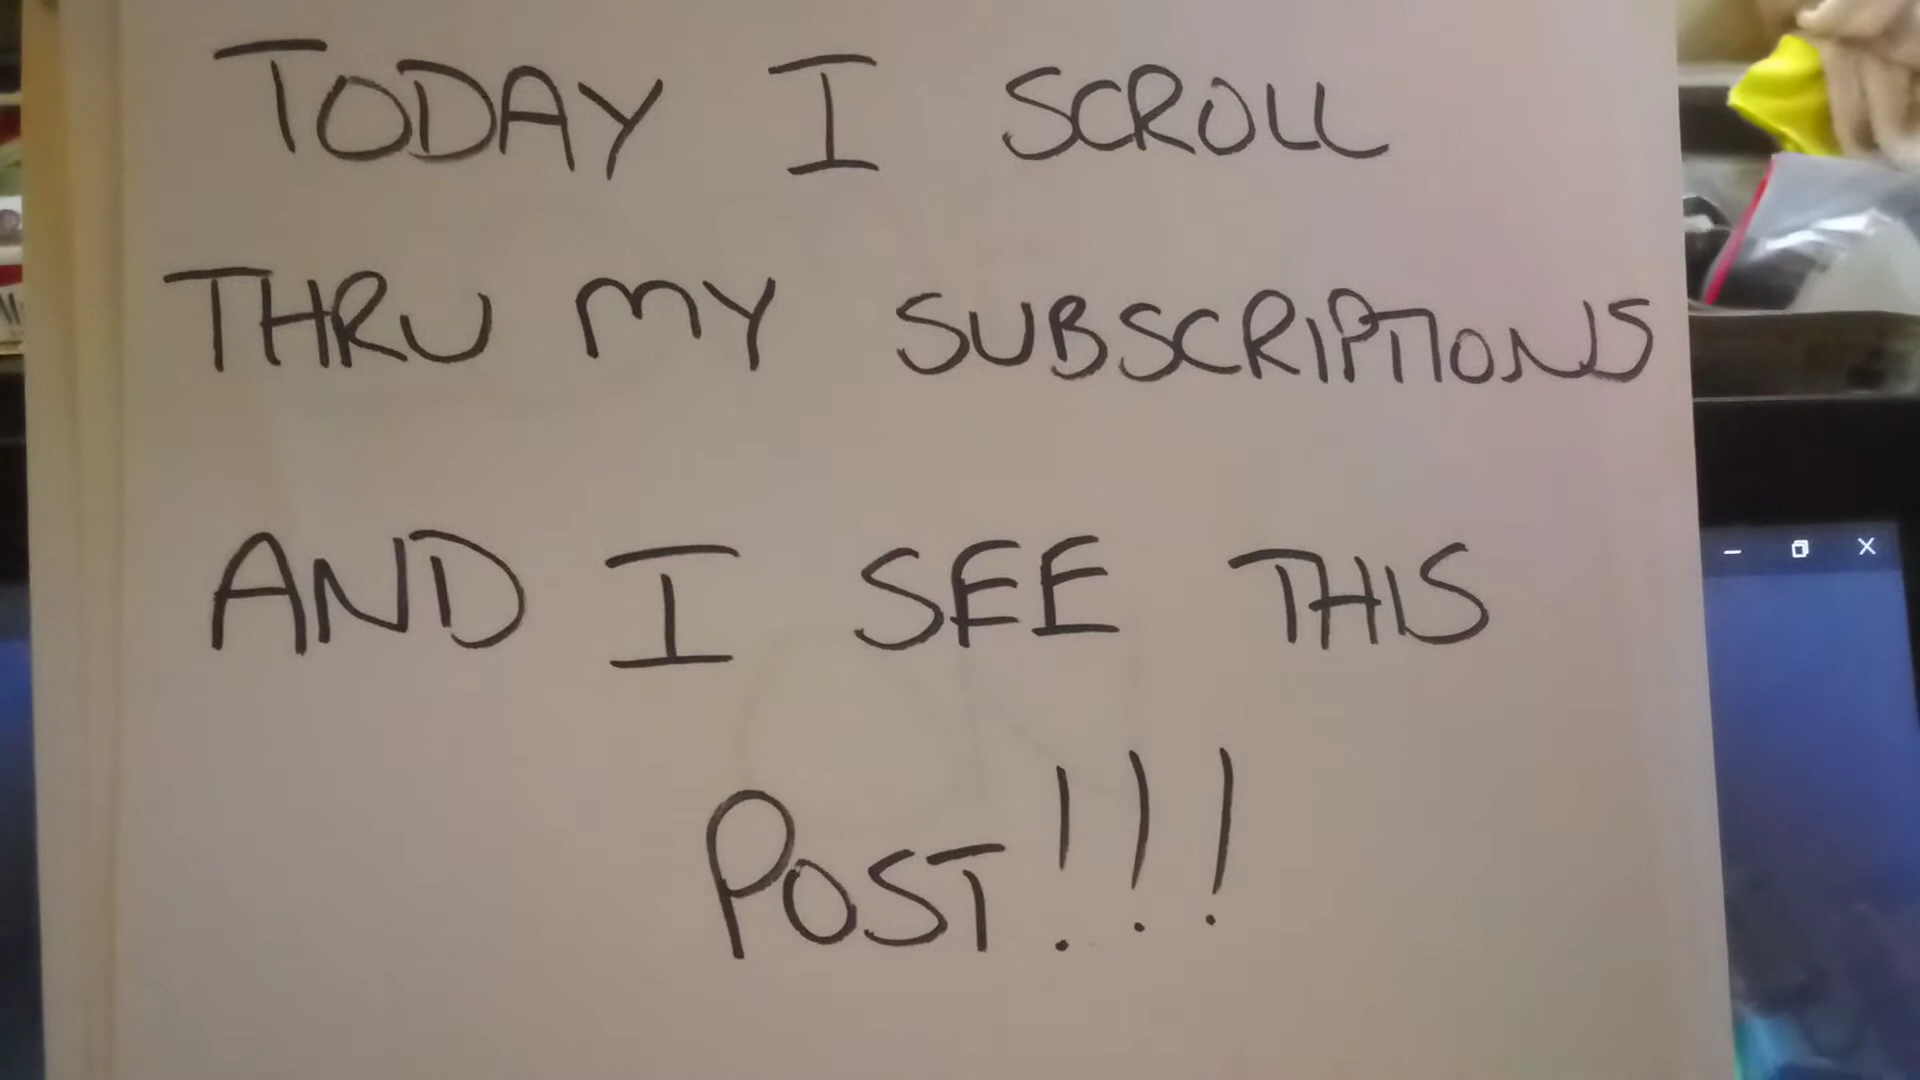 TODAY I SCROLL
THRU MY SUBSCRIPTIONS
AND I SEE THIS
POST!!!